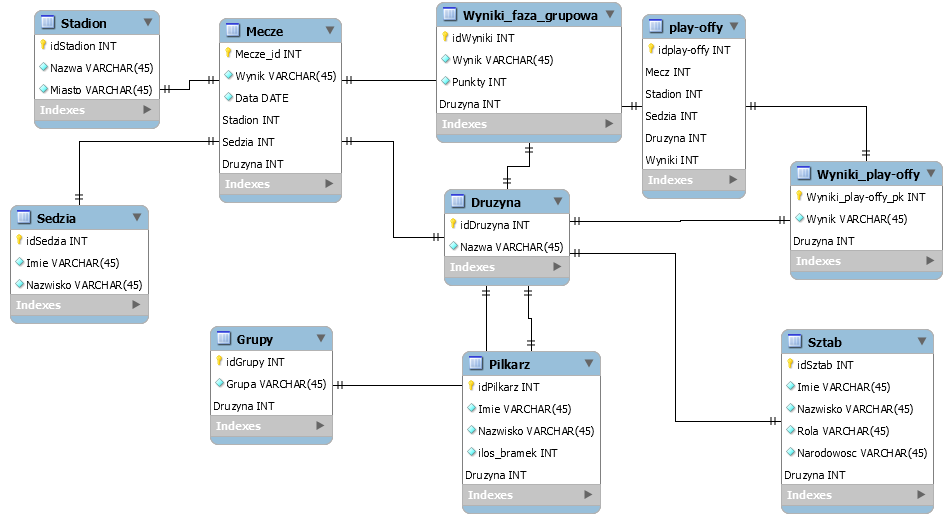 Stadion
idStadion INT
Nazwa VARCHAR(45)
Miasto VARCHAR(45)
Indexes
Mecze
Mecze_id INT
Wynik VARCHAR(45)
Data DATE
Stadion INT
Sedzia INT
Druzyna INT
Indexes
Wyniki_faza_grupowa
idWyniki INT
Wynik VARCHAR(45)
Punkty INT
Druzyna INT
Indexes
play-offy
idplay-offy INT
Mecz INT
Stadion INT
Sedzia INT
Druzyna INT
Wyniki INT
Indexes
Wyniki_play-offy
Wyniki_play-offy_pk INT
Wynik VARCHAR(45)
Druzyna INT
Indexes
Sedzia
idSedzia INT
Imie VARCHAR(45)
Nazwisko VARCHAR(45)
Indexes
Druzyna
idDruzyna INT
Nazwa VARCHAR(45)
Indexes
Grupy
idGrupy INT
Grupa VARCHAR(45)
Druzyna INT
Indexes
Pilkarz
idPilkarz INT
Imie VARCHAR(45)
Nazwisko VARCHAR(45)
ilos_bramek INT
Druzyna INT
Indexes
Sztab
idSztab INT
Imie VARCHAR(45)
Nazwisko VARCHAR(45)
Rola VARCHAR(45)
Narodowosc VARCHAR(45)
Druzyna INT
Indexes